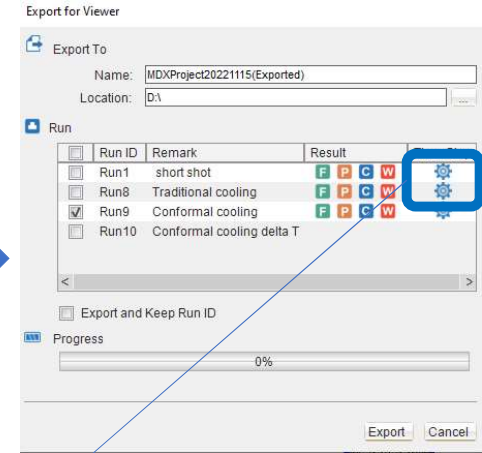 Export for Viewer
Export To
Name: MDXProject20221115(Exported)
Location: D:\ ...
Run
Run ID Remark Result
Run1 short shot F P C W
Run8 Traditional cooling F P C W
Run9 Conformal cooling F P C W
Run10 Conformal cooling delta T
< >
Export and Keep Run ID
Progress
0%
Export Cancel